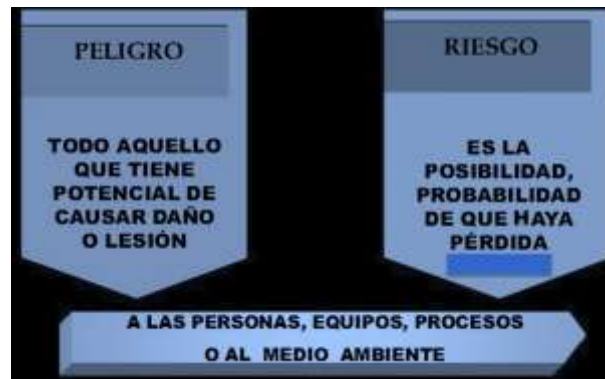 PELIGRO
TODO AQUELLO
QUE TIENE
POTENCIAL DE
CAUSAR DAÑO
O LESIÓN
RIESGO
ES LA
POSIBILIDAD,
PROBABILIDAD
DE QUE HAYA
PÉRDIDA
A LAS PERSONAS, EQUIPOS, PROCESOS
O AL MEDIO AMBIENTE